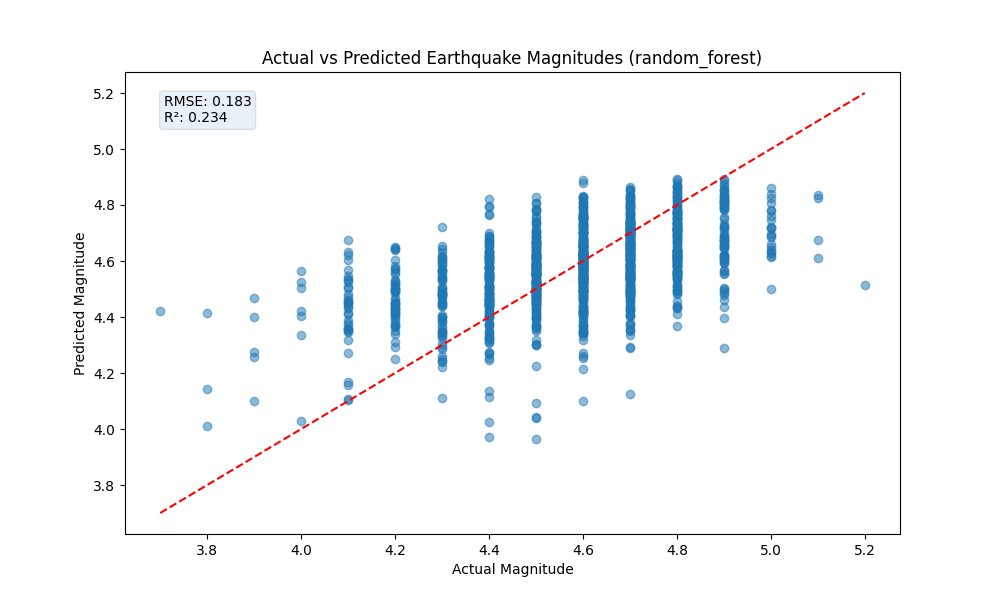 Actual vs Predicted Earthquake Magnitudes (random_forest)
RMSE: 0.183
R²: 0.234
Predicted Magnitude
5.2
5.0
4.8
4.6
4.4
4.2
4.0
3.8
3.8 4.0 4.2 4.4 4.6 4.8 5.0 5.2
Actual Magnitude